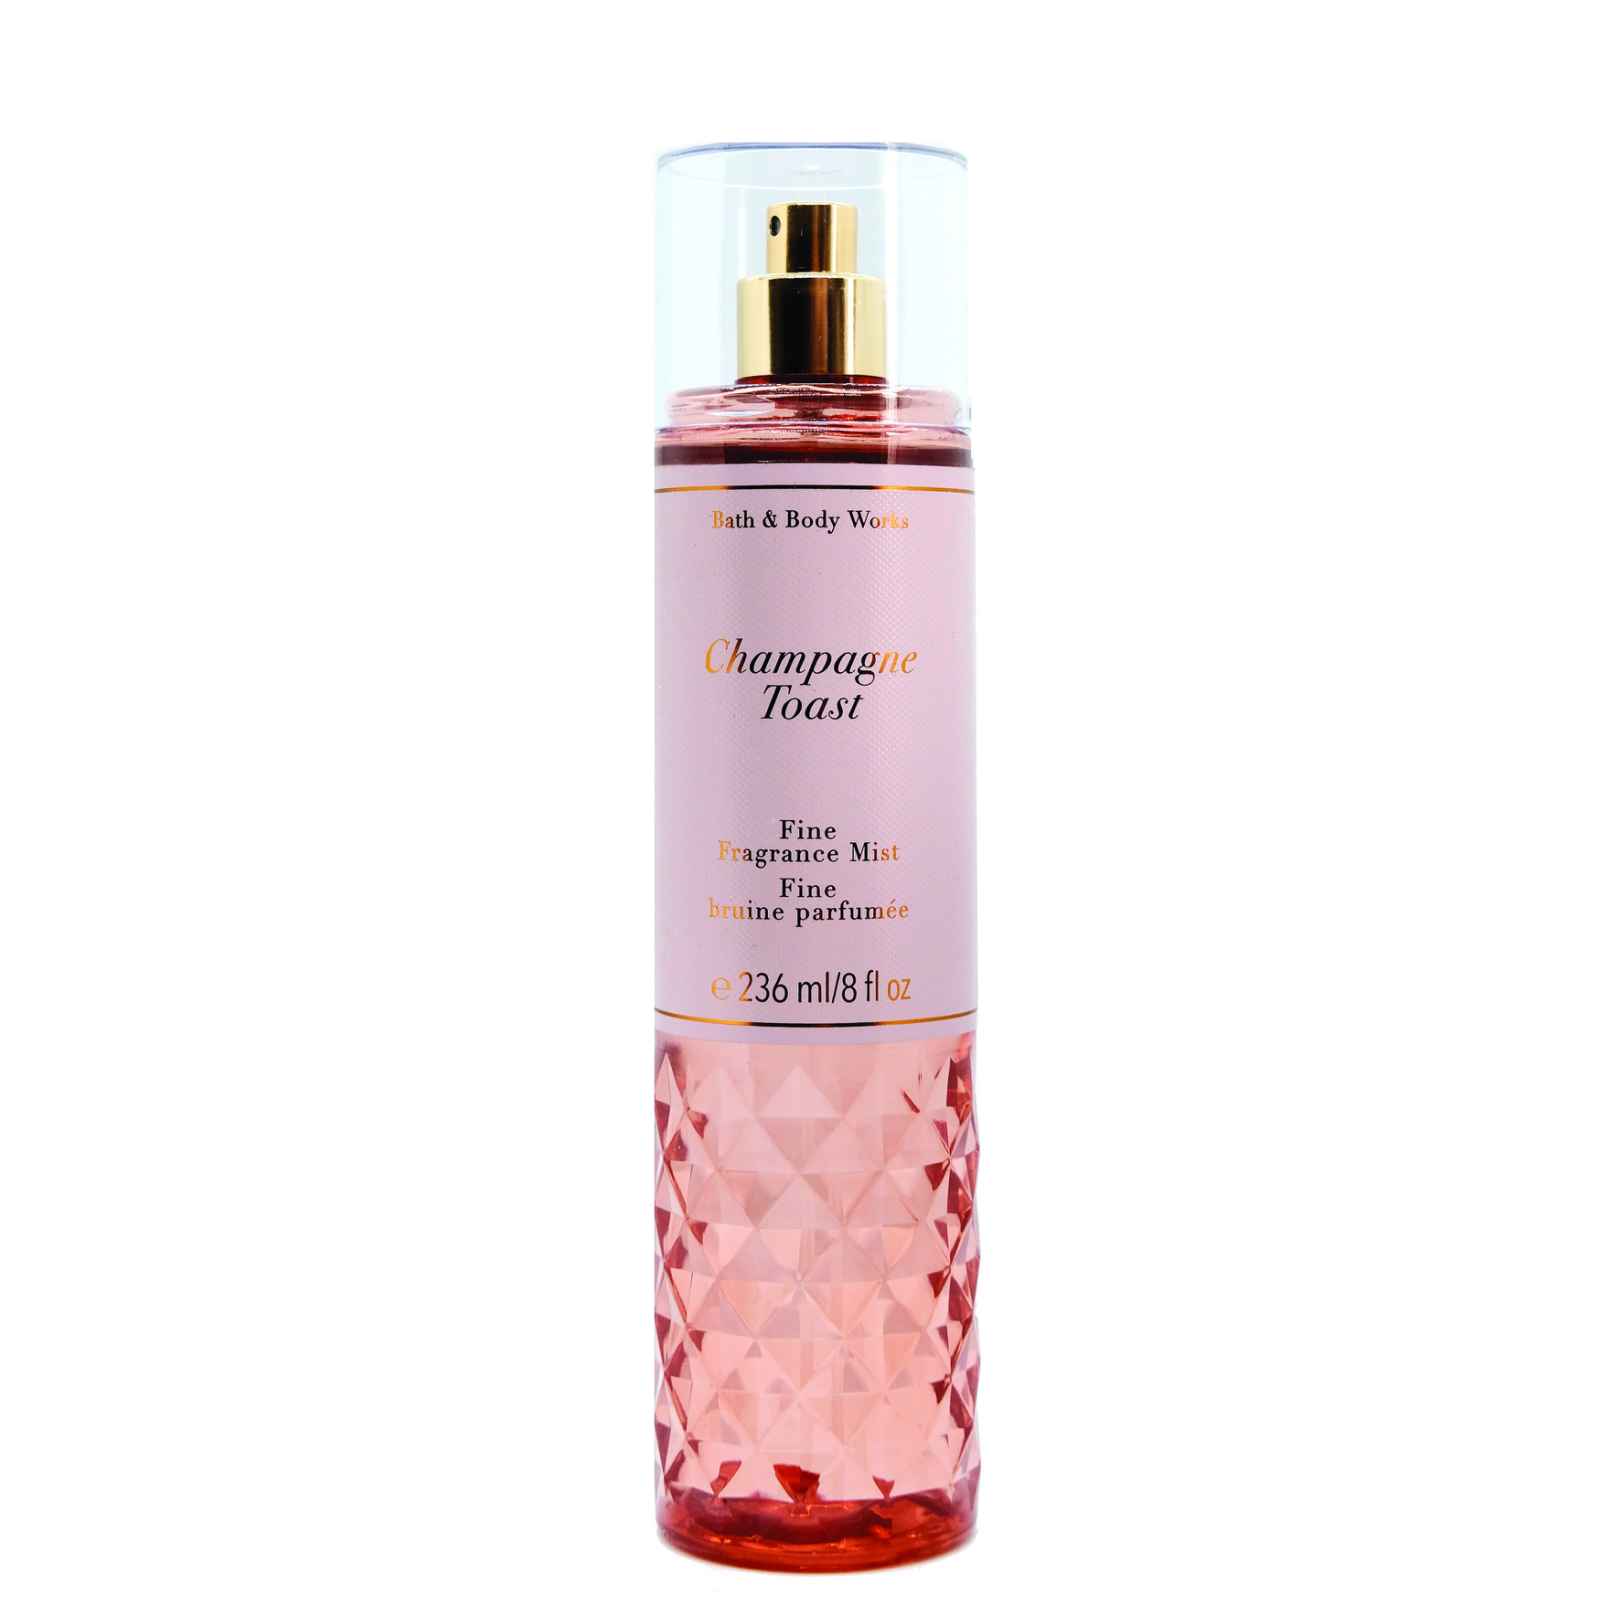 Bath & Body Works
Champagne
Toast
Fine
Fragrance Mist
Fine
bruine parfumée
℮ 236 ml/8 fl oz